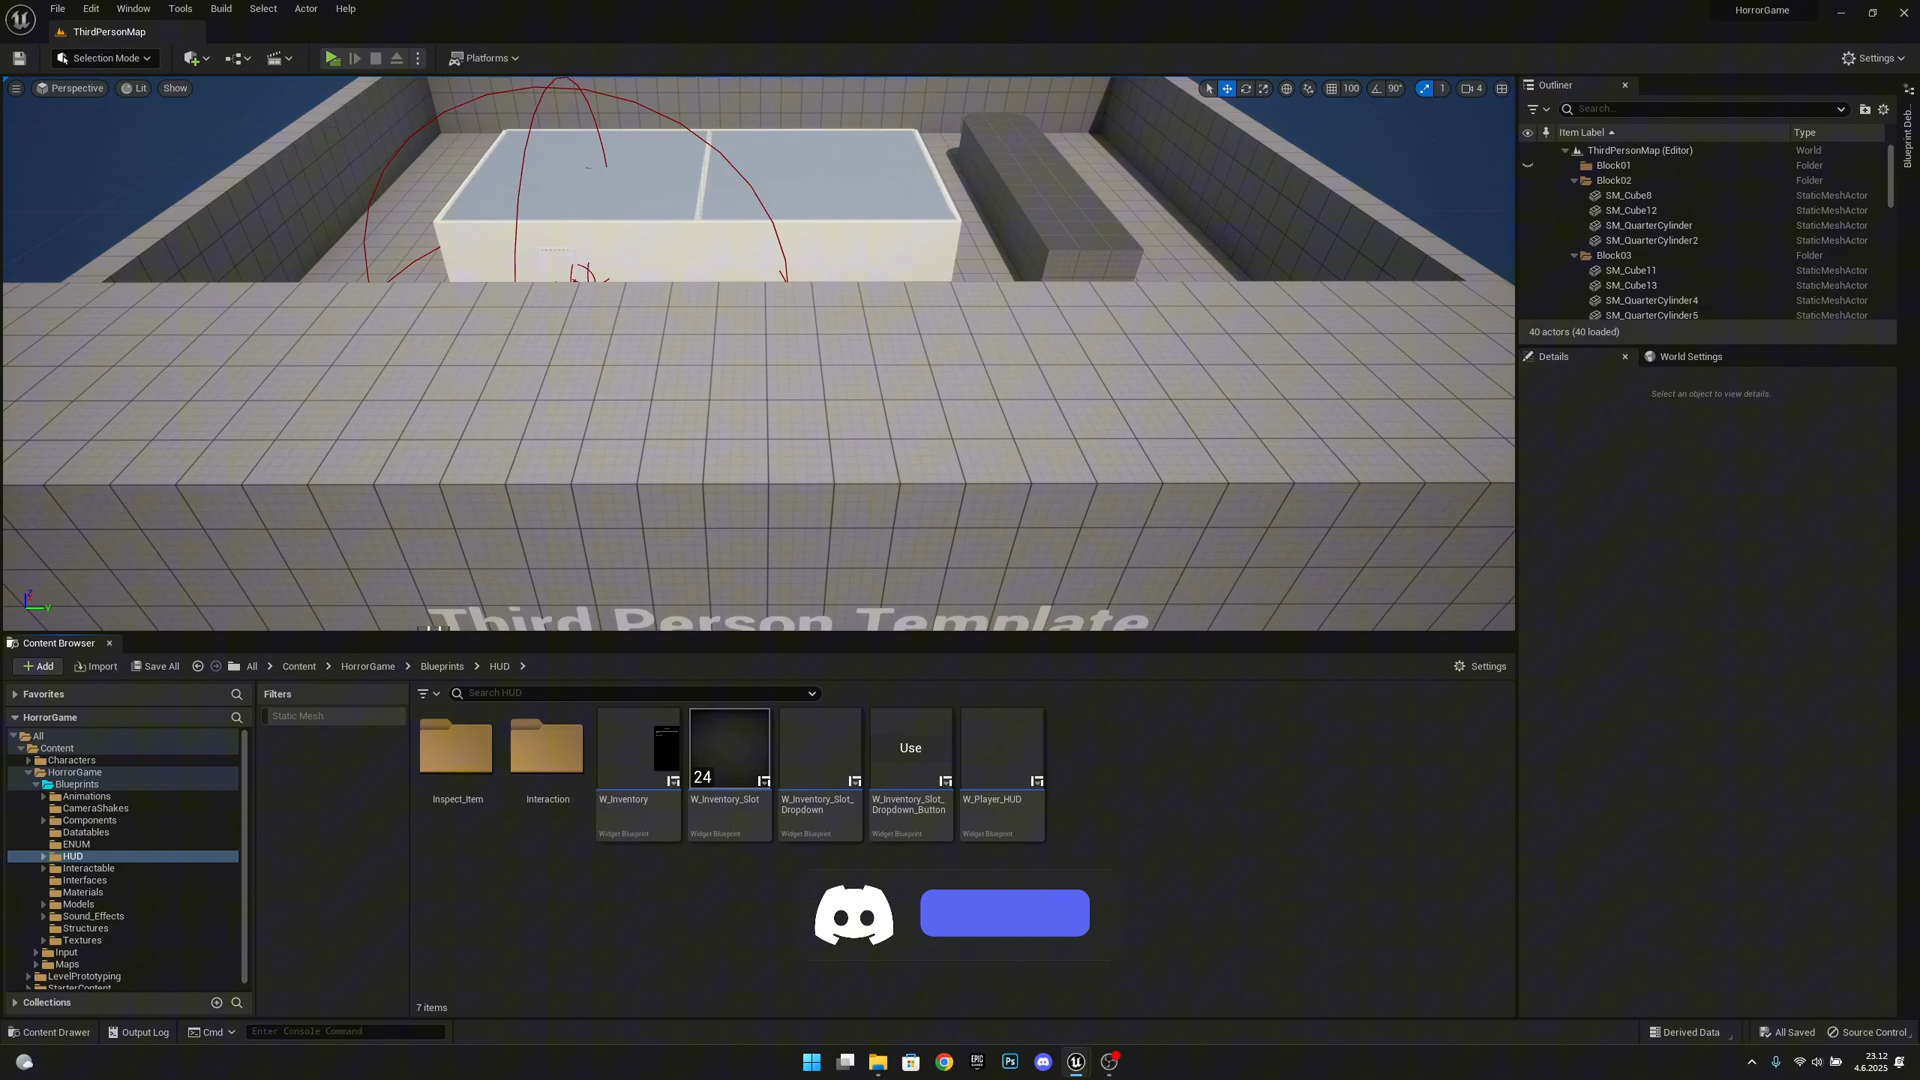 File Edit Window Tools Build Select Actor Help
HorrorGame
ThirdPersonMap
Selection Mode
Platforms
Settings
Perspective
Lit
Show
100
90°
1
4
Third Person Template
Outliner
Search...
Item Label
Type
ThirdPersonMap (Editor)
World
Block01
Folder
Block02
Folder
SM_Cube8
StaticMeshActor
SM_Cube12
StaticMeshActor
SM_QuarterCylinder
StaticMeshActor
SM_QuarterCylinder2
StaticMeshActor
Block03
Folder
SM_Cube11
StaticMeshActor
SM_Cube13
StaticMeshActor
SM_QuarterCylinder4
StaticMeshActor
SM_QuarterCylinder5
StaticMeshActor
40 actors (40 loaded)
Details
World Settings
Select an object to view details.
Blueprint Deb...
Content Browser
Add
Import
Save All
All
Content
HorrorGame
Blueprints
HUD
Settings
Favorites
HorrorGame
All
Content
Characters
HorrorGame
Blueprints
Animations
CameraShakes
Components
Datatables
ENUM
HUD
Interactable
Interfaces
Materials
Models
Sound_Effects
Structures
Textures
Input
Maps
LevelPrototyping
StarterContent
Collections
Filters
Static Mesh
Search HUD
Inspect_Item
Interaction
W_Inventory
Widget Blueprint
24
W_Inventory_Slot
Widget Blueprint
W_Inventory_Slot_
Dropdown
Widget Blueprint
Use
W_Inventory_Slot_
Dropdown_Button
Widget Blueprint
W_Player_HUD
Widget Blueprint
7 items
Content Drawer
Output Log
Cmd
Enter Console Command
Derived Data
All Saved
Source Control
EPIC
GAMES
Ps
23.12
4.6.2025